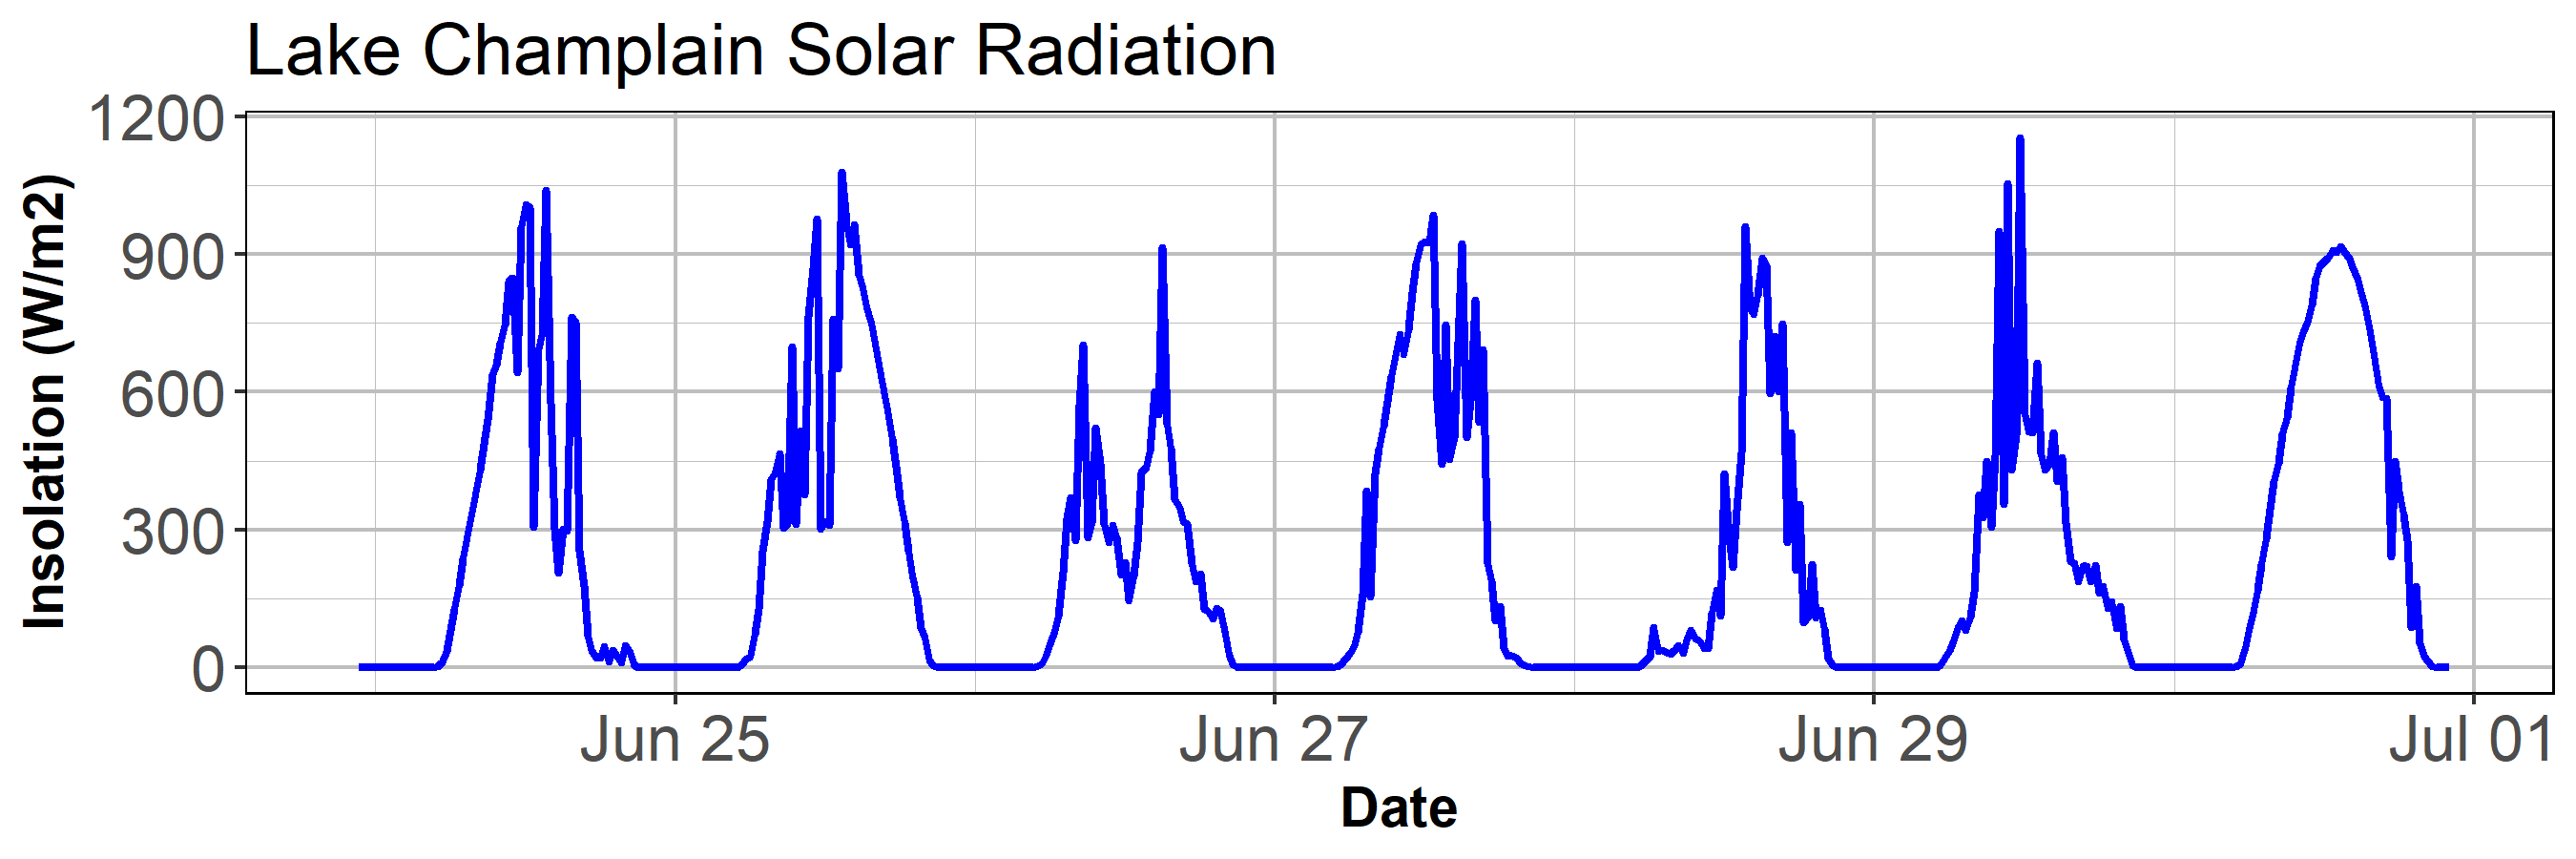 Lake Champlain Solar Radiation
1200
900
600
300
0
Insolation (W/m2)
Jun 25
Jun 27
Jun 29
Jul 01
Date